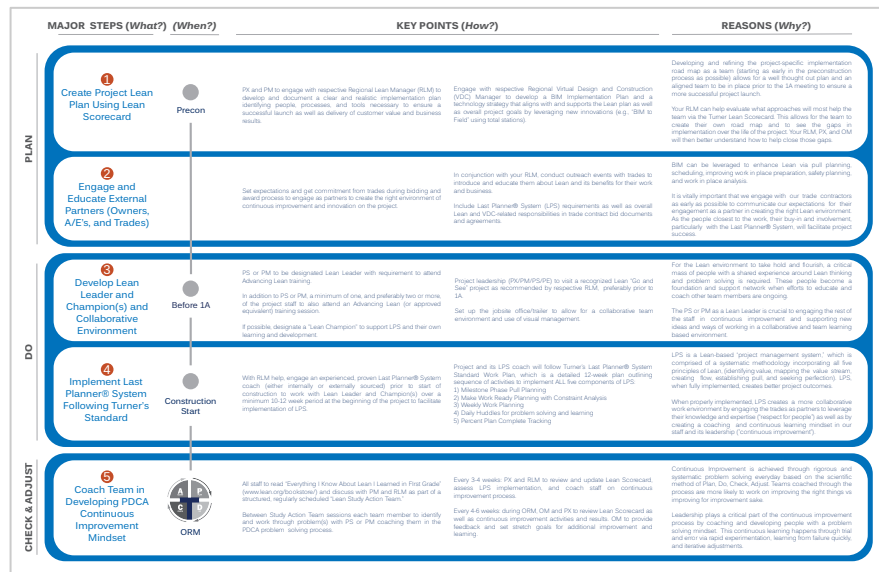 MAJOR STEPS (What?) (When?) KEY POINTS (How?) REASONS (Why?)
PLAN
1
Create Project Lean
Plan Using Lean
Scorecard
Precon
PX and PM to engage with respective Regional Lean Manager (RLM) to
develop and document a clear and realistic implementation plan
identifying people, processes, and tools necessary to ensure a
successful launch as well as delivery of customer value and business
results.
Engage with respective Regional Virtual Design and Construction
(VDC) Manager to develop a BIM Implementation Plan and a
technology strategy that aligns with and supports the Lean plan as well
as overall project goals by leveraging new innovations (e.g. "BIM to
Field" using total stations).
Developing and refining the project-specific implementation
road map as a team (starting as early in the preconstruction
process as possible) allows for a well thought out plan and an
aligned team to be in place prior to the 1A meeting to ensure a
more successful project launch.
Your RLM can help evaluate what approaches will most help the
team via the Turner Lean Scorecard. This allows for the team to
create their own road map and to see the gaps in
implementation over the life of the project. Your RLM, PX, and OM
will then better understand how to help close those gaps.
2
Engage and
Educate External
Partners (Owners,
A/E's, and Trades)
Set expectations and get commitment from trades during bidding and
award process to engage as partners to create the right environment of
continuous improvement and innovation on the project.
In conjunction with your RLM, conduct outreach events with trades to
introduce and educate them about Lean and its benefits for their work
and business.
Include Last Planner® System (LPS) requirements as well as overall
Lean and VDC-related responsibilities in trade contract bid documents
and agreements.
BIM can be leveraged to enhance Lean via pull planning,
scheduling, improving work in place preparation, safety planning,
and work in place analysis.
It is vitally important that we engage with our trade contractors
as early as possible to communicate our expectations for their
engagement as a partner in creating the right Lean environment.
As the people closest to the work, their buy-in and involvement,
particularly with the Last Planner® System, will facilitate project
success.
DO
3
Develop Lean
Leader and
Champion(s) and
Collaborative
Environment
Before 1A
PS or PM to be designated Lean Leader with requirement to attend
Advancing Lean training
In addition to PS or PM, a minimum of one, and preferably two or more,
of the project staff to also attend an Advancing Lean (or approved
equivalent) training session.
If possible, designate a "Lean Champion" to support LPS and their own
learning and development.
Project leadership (PX/PM/PS/PE) to visit a recognized Lean "Go and
See" project as recommended by respective RLM, preferably prior to
1A.
Set up the jobsite office/trailer to allow for a collaborative team
environment and use of visual management.
For the Lean environment to take hold and flourish, a critical
mass of people with a shared experience around Lean thinking
and problem solving is required. These people become a
foundation and support network when efforts to educate and
coach other team members are ongoing.
The PS or PM as a Lean Leader is crucial to engaging the rest of
the staff in continuous improvement and supporting new
ideas and ways of working in a collaborative and team learning
based environment.
4
Implement Last
Planner® System
Following Turner's
Standard
Construction
Start
With RLM help, engage an experienced, proven Last Planner® System
coach (either internally or externally sourced) prior to start of
construction to work with Lean Leader and Champion(s) over a
minimum 10-12 week period at the beginning of the project to facilitate
implementation of LPS.
Project and its LPS coach will follow Turner's Last Planner® System
Standard Work Plan, which is a detailed 12-week plan outlining
sequence of activities to implement ALL five components of LPS:
1) Milestone Phase Pull Planning
2) Make Work Ready Planning with Constraint Analysis
3) Weekly Work Planning
4) Daily Huddles for problem solving and learning
5) Percent Plan Complete Tracking
LPS is a Lean-based 'project management system,' which is
comprised of a systematic methodology incorporating all five
principles of Lean, (identifying value, mapping the value stream,
creating flow, establishing pull, and seeking perfection). LPS,
when fully implemented, creates better project outcomes.
When properly implemented, LPS creates a more collaborative
work environment by engaging the trades as partners to leverage
their knowledge and expertise ("respect for people") as well as
creating a coaching and continuous learning mindset in our
staff and its leadership ("continuous improvement").
CHECK & ADJUST
5
Coach Team in
Developing PDCA
Continuous
Improvement
Mindset
A P
C D
ORM
All staff to read "Everything I Know About Lean I Learned in First Grade"
(www.lean.org/bookstore/) and discuss with PM and RLM as part of a
structured, regularly scheduled "Lean Study Action Team."
Between Study Action Team sessions each team member to identify
and work through problem(s) with PS or PM coaching them in the
PDCA problem solving process.
Every 3-4 weeks: PX and RLM to review and update Lean Scorecard,
assess LPS implementation, and coach staff on continuous
improvement process.
Every 4-6 weeks: during ORM, OM and PX to review Lean Scorecard as
well as continuous improvement activities and results. OM to provide
feedback and set stretch goals for additional improvement and
learning.
Continuous Improvement is achieved through rigorous and
systematic problem solving everyday based on the scientific
method of Plan, Do, Check, Adjust. Teams coached through the
process are more likely to work on improving the right things vs
improving for improvement sake.
Leadership plays a critical part of the continuous improvement
process by coaching and developing people with a problem
solving mindset. This continuous learning happens through trial
and error via rapid experimentation, learning from failure quickly,
and iterative adjustments.